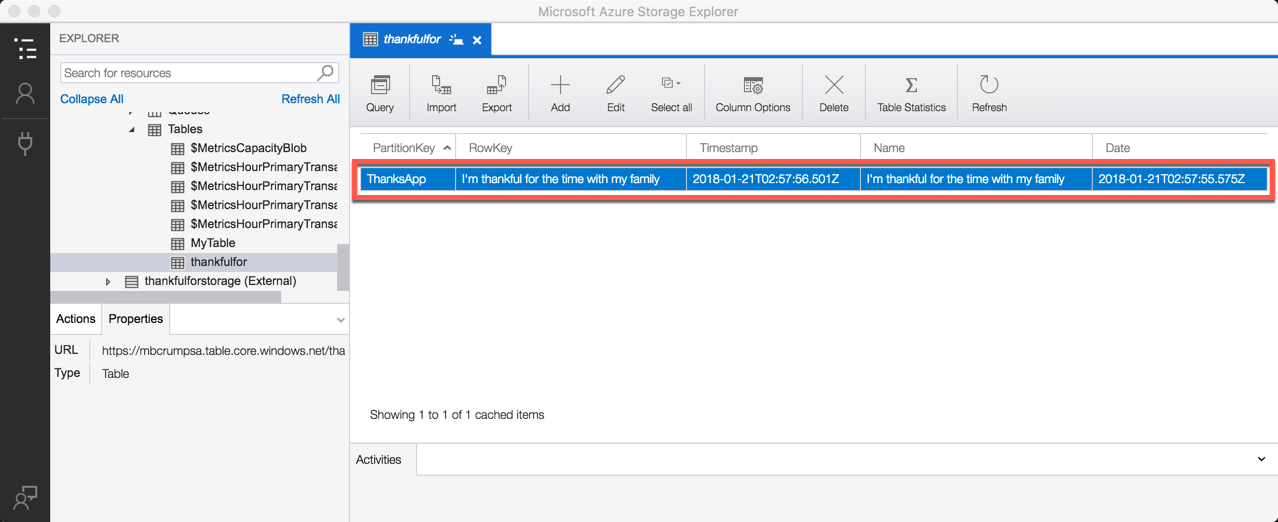 Microsoft Azure Storage Explorer
EXPLORER
Search for resources
Collapse All Refresh All
Queues
Tables
$MetricsCapacityBlob
$MetricsHourPrimaryTransa
$MetricsHourPrimaryTransa
$MetricsHourPrimaryTransa
$MetricsHourPrimaryTransa
MyTable
thankfulfor
thankfulforstorage (External)
Actions Properties
URL https://mbcrumpsa.table.core.windows.net/tha
Type Table
thankfulfor
Query Import Export Add Edit Select all Column Options Delete Table Statistics Refresh
PartitionKey RowKey Timestamp Name Date
ThanksApp I'm thankful for the time with my family 2018-01-21T02:57:56.501Z I'm thankful for the time with my family 2018-01-21T02:57:55.575Z
Showing 1 to 1 of 1 cached items
Activities